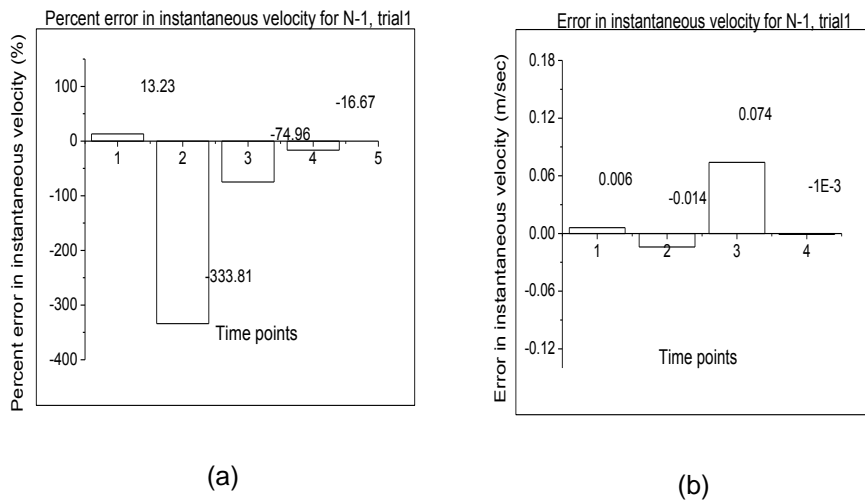 Percent error in instantaneous velocity for N-1, trial1
Percent error in instantaneous velocity (%)
100
0
-100
-200
-300
-400
13.23
-333.81
-74.96
-16.67
1 2 3 4 5
Time points
(a)
Error in instantaneous velocity for N-1, trial1
Error in instantaneous velocity (m/sec)
0.18
0.12
0.06
0.00
-0.06
-0.12
0.006
-0.014
0.074
-1E-3
1 2 3 4
Time points
(b)